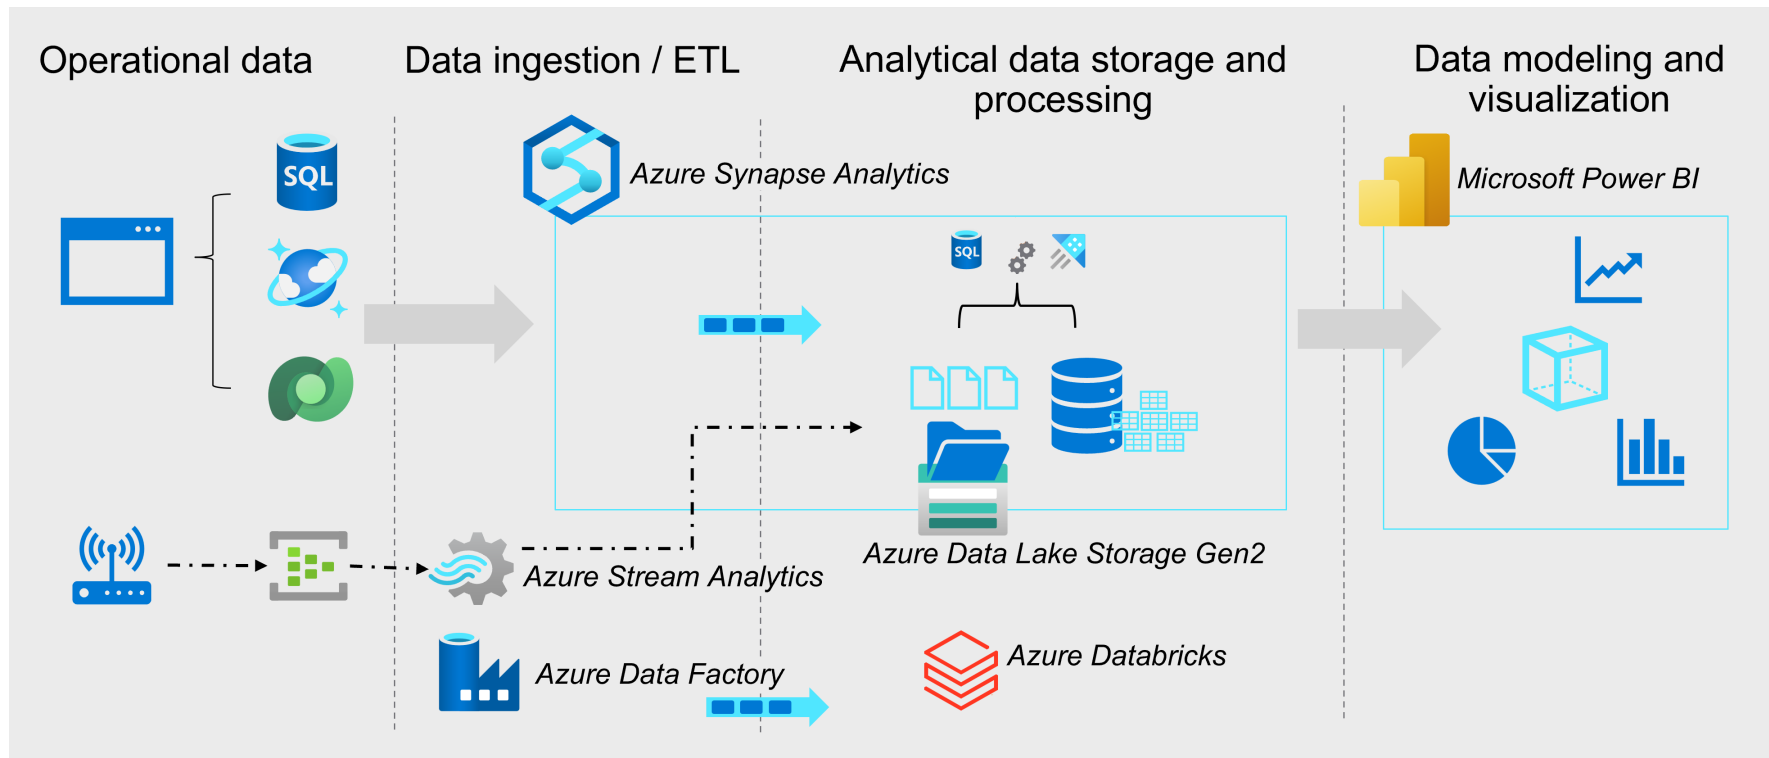 Operational data
Data ingestion / ETL
Analytical data storage and
processing
Data modeling and
visualization
Azure Synapse Analytics
Microsoft Power BI
SQL
SQL
Azure Stream Analytics
Azure Data Lake Storage Gen2
Azure Data Factory
Azure Databricks